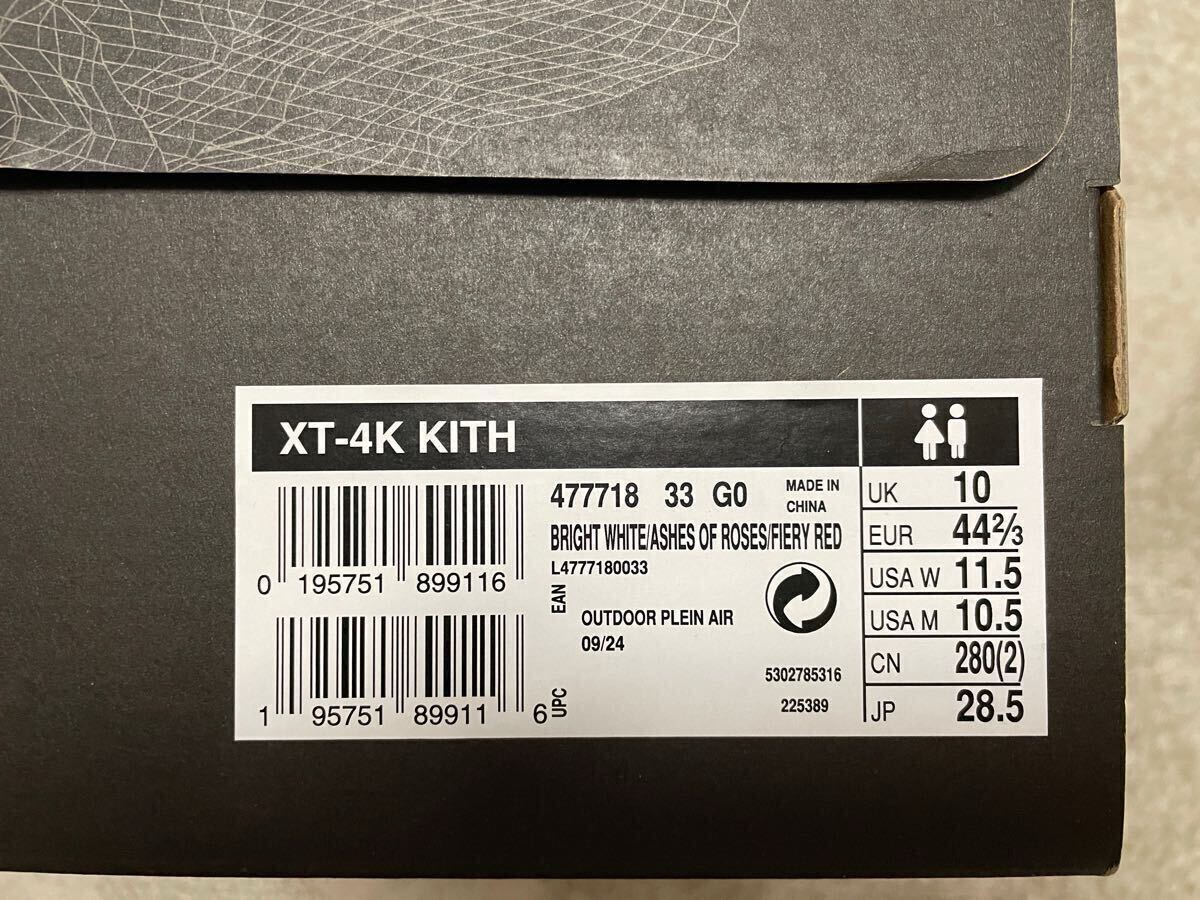 XT-4K KITH
477718 33 G0 MADE IN CHINA
BRIGHT WHITE/ASHES OF ROSES/FIERY RED
L4777180033
0 195751 899116 EAN
OUTDOOR PLEIN AIR
09/24
5302785316
225389
1 95751 89911 6 UPC
UK 10
EUR 44⅔
USA W 11.5
USA M 10.5
CN 280(2)
JP 28.5